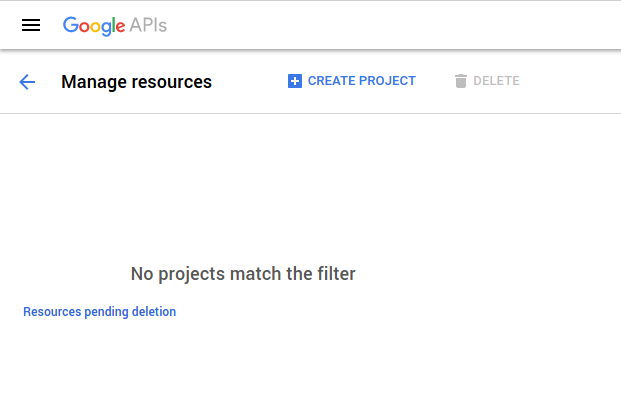 Google APIs
Manage resources CREATE PROJECT DELETE
No projects match the filter
Resources pending deletion